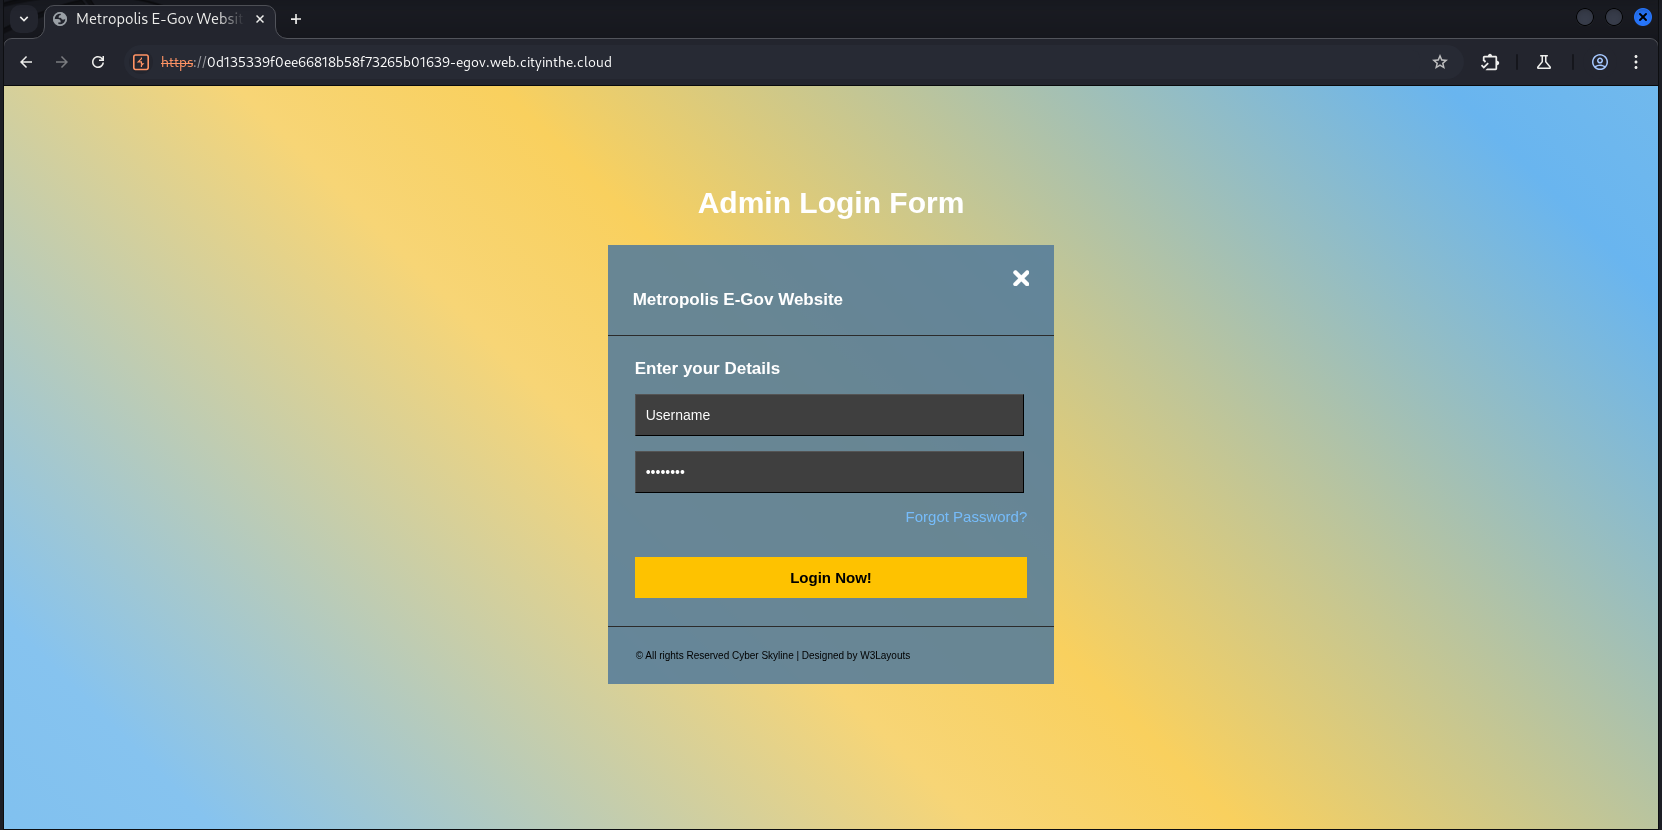 Metropolis E-Gov Websit
https://0d135339f0ee66818b58f73265b01639-egov.web.cityinthe.cloud
Admin Login Form
Metropolis E-Gov Website
Enter your Details
Username
••••••••
Forgot Password?
Login Now!
© All rights Reserved Cyber Skyline | Designed by W3Layouts